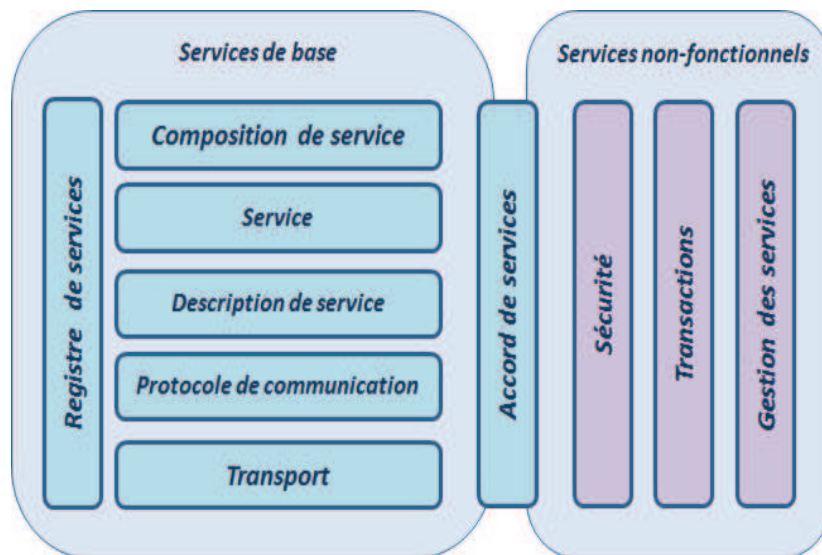 Services de base
Registre de services
Composition de service
Service
Description de service
Protocole de communication
Transport
Accord de services
Services non-fonctionnels
Sécurité
Transactions
Gestion des services